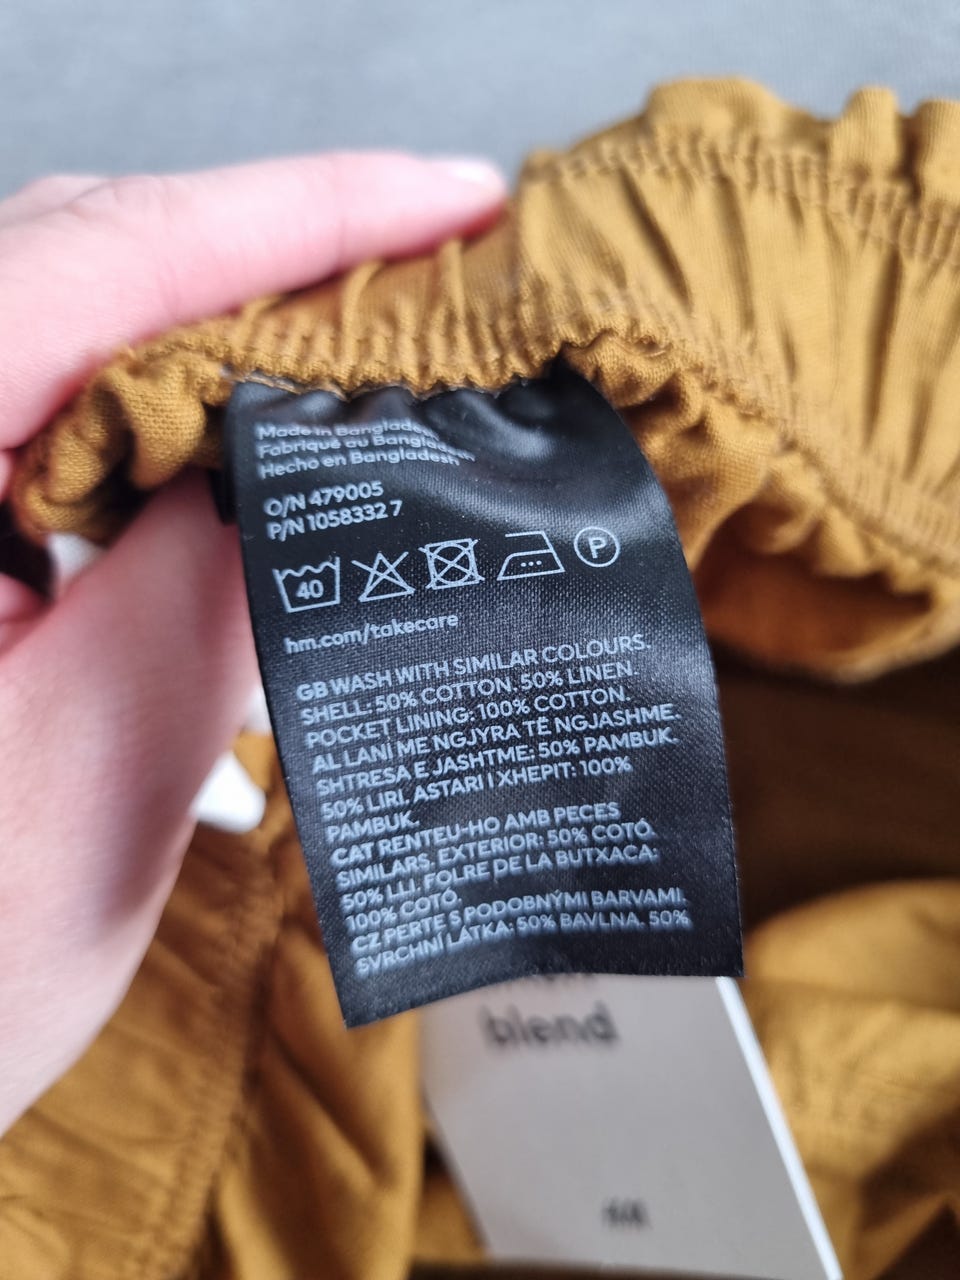 Made in Bangladesh
Fabriqué au Bangladesh
Hecho en Bangladesh
O/N 479005
P/N 1058332 7
40
P
hm.com/takecare
GB WASH WITH SIMILAR COLOURS.
SHELL: 50% COTTON. 50% LINEN.
POCKET LINING: 100% COTTON.
AL LANI ME NGJYRA TË NGJASHME.
SHTRESA E JASHTME: 50% PAMBUK.
50% LIRI. ASTARI I XHEPIT: 100%
PAMBUK.
CAT RENTEU-HO AMB PECES
SIMILARS. EXTERIOR: 50% COTÓ.
50% LLI. FOLRE DE LA BUTXACA:
100% COTÓ.
CZ PERTE S PODOBNÝMI BARVAMI.
SVRCHNÍ LÁTKA: 50% BAVLNA. 50%
blend